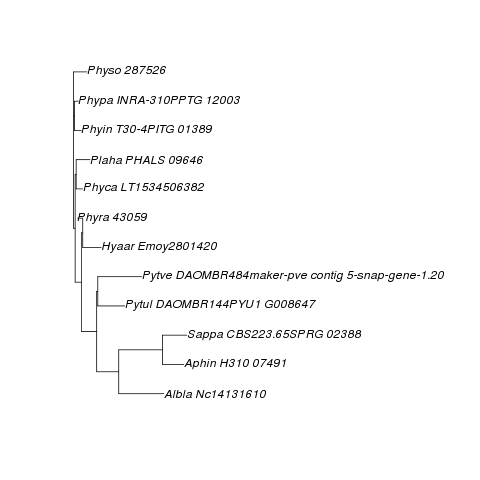 Physo 287526
Phypa INRA-310PPTG 12003
Phyin T30-4PITG 01389
Plaha PHALS 09646
Phyca LT1534506382
Phyra 43059
Hyaar Emoy2801420
Pytve DAOMBR484maker-pve contig 5-snap-gene-1.20
Pytul DAOMBR144PYU1 G008647
Sappa CBS223.65SPRG 02388
Aphin H310 07491
Albla Nc14131610